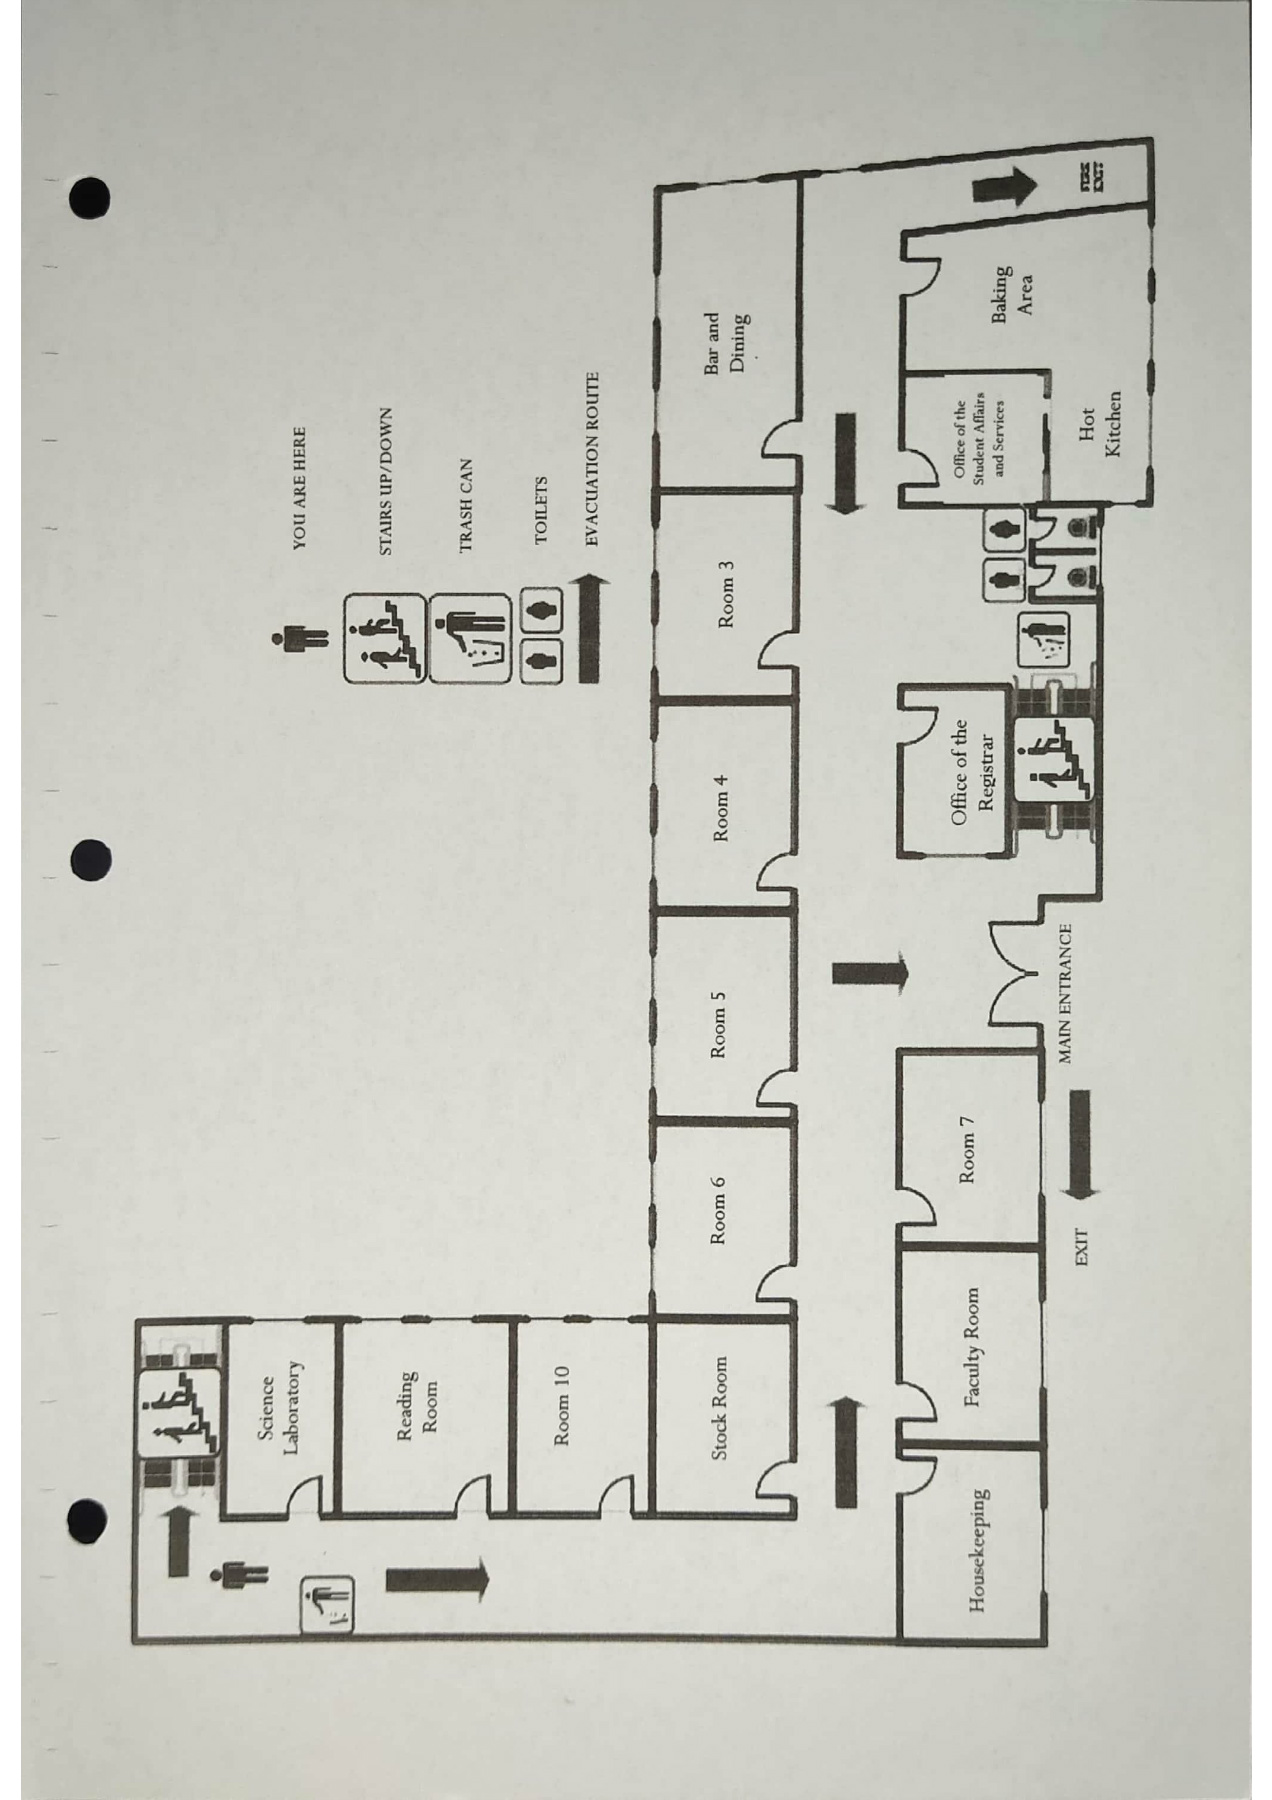 YOU ARE HERE
STAIRS UP/DOWN
TRASH CAN
TOILETS
EVACUATION ROUTE
Science
Laboratory
Reading
Room
Room 10
Stock Room
Room 6
Room 5
Room 4
Room 3
Bar and
Dining
Housekeeping
Faculty Room
Room 7
Office of the
Registrar
Office of the
Student Affairs
and Services
Baking
Area
Hot
Kitchen
FIRE
EXIT
MAIN ENTRANCE
EXIT